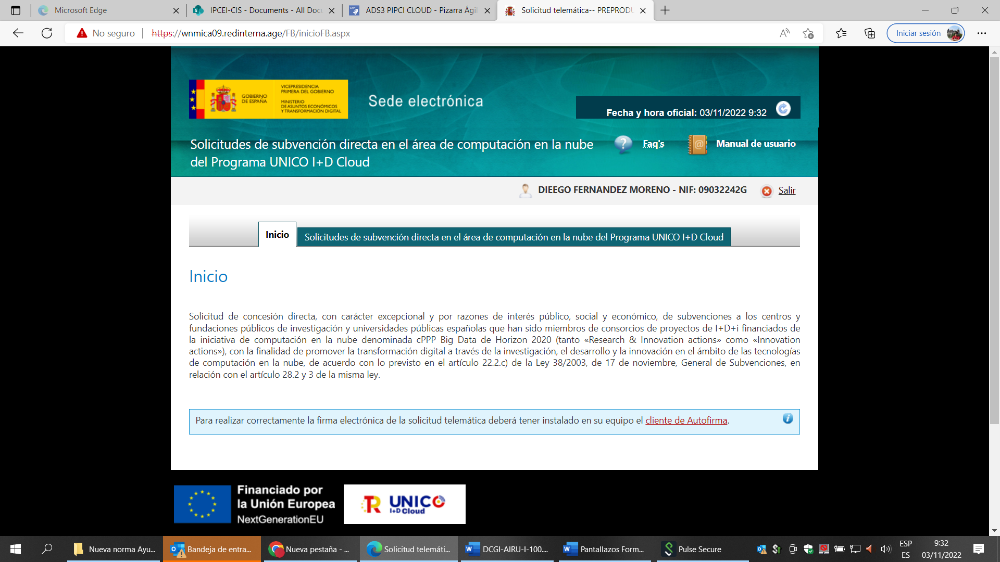 Microsoft Edge
IPCEI-CIS - Documents - All Doc
ADS3 PIPCI CLOUD - Pizarra Ági
Solicitud telemática-- PREPRODU
No seguro
https://wnmica09.redinterna.age/FB/inicioFB.aspx
Iniciar sesión
GOBIERNO
DE ESPAÑA
VICEPRESIDENCIA
PRIMERA DEL GOBIERNO
MINISTERIO
DE ASUNTOS ECONÓMICOS
Y TRANSFORMACIÓN DIGITAL
Sede electrónica
Fecha y hora oficial: 03/11/2022 9:32
Solicitudes de subvención directa en el área de computación en la nube
del Programa UNICO I+D Cloud
Faq's
Manual de usuario
DIEEGO FERNANDEZ MORENO - NIF: 09032242G
Salir
Inicio
Solicitudes de subvención directa en el área de computación en la nube del Programa UNICO I+D Cloud
Inicio
Solicitud de concesión directa, con carácter excepcional y por razones de interés público, social y económico, de subvenciones a los centros y
fundaciones públicos de investigación y universidades públicas españolas que han sido miembros de consorcios de proyectos de I+D+i financiados de
la iniciativa de computación en la nube denominada cPPP Big Data de Horizon 2020 (tanto «Research & Innovation actions» como «Innovation
actions»), con la finalidad de promover la transformación digital a través de la investigación, el desarrollo y la innovación en el ámbito de las tecnologías
de computación en la nube, de acuerdo con lo previsto en el artículo 22.2.c) de la Ley 38/2003, de 17 de noviembre, General de Subvenciones, en
relación con el artículo 28.2 y 3 de la misma ley.
Para realizar correctamente la firma electrónica de la solicitud telemática deberá tener instalado en su equipo el cliente de Autofirma.
Financiado por
la Unión Europea
NextGenerationEU
TR
UNICO
I+D Cloud
Nueva norma Ayu...
Bandeja de entra...
Nueva pestaña - ...
Solicitud telemáti...
DCGI-AIRU-I-100....
Pantallazos Form...
Pulse Secure
ESP
ES
9:32
03/11/2022